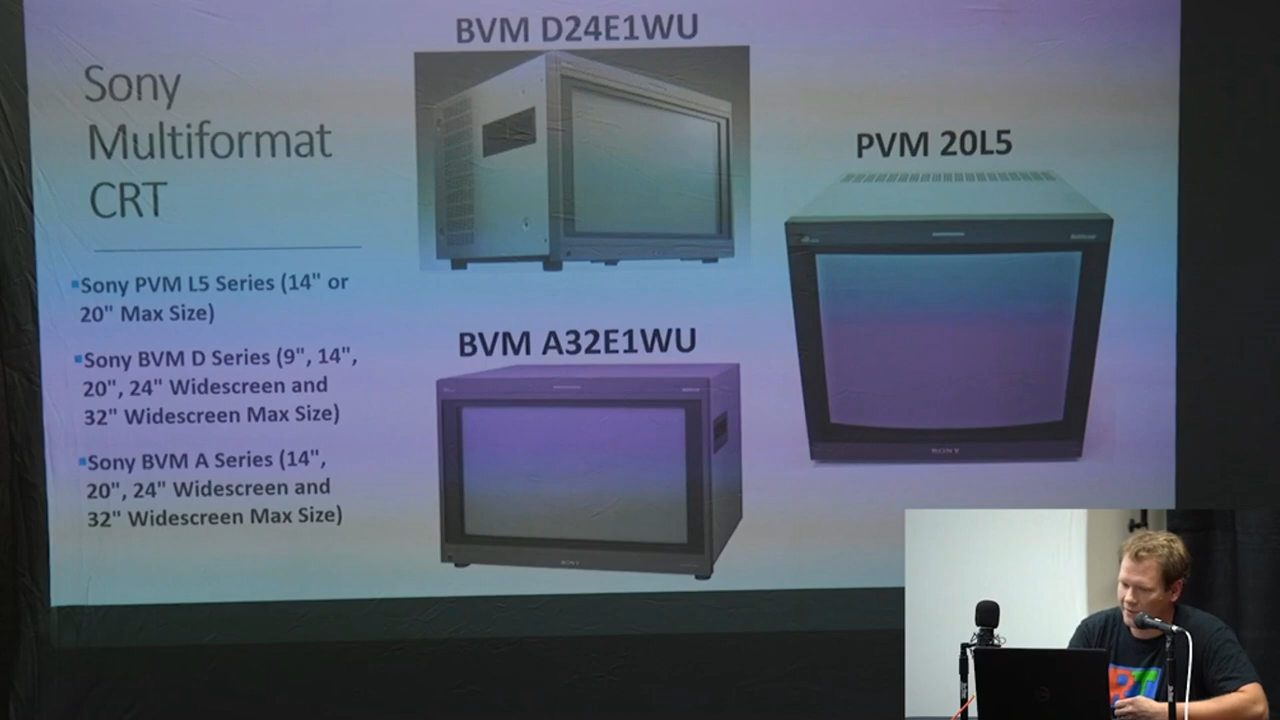 Sony
Multiformat
CRT
▪Sony PVM L5 Series (14" or
20" Max Size)
▪Sony BVM D Series (9", 14",
20", 24" Widescreen and
32" Widescreen Max Size)
▪Sony BVM A Series (14",
20", 24" Widescreen and
32" Widescreen Max Size)
BVM D24E1WU
BVM A32E1WU
SONY
PVM 20L5
SONY
RT